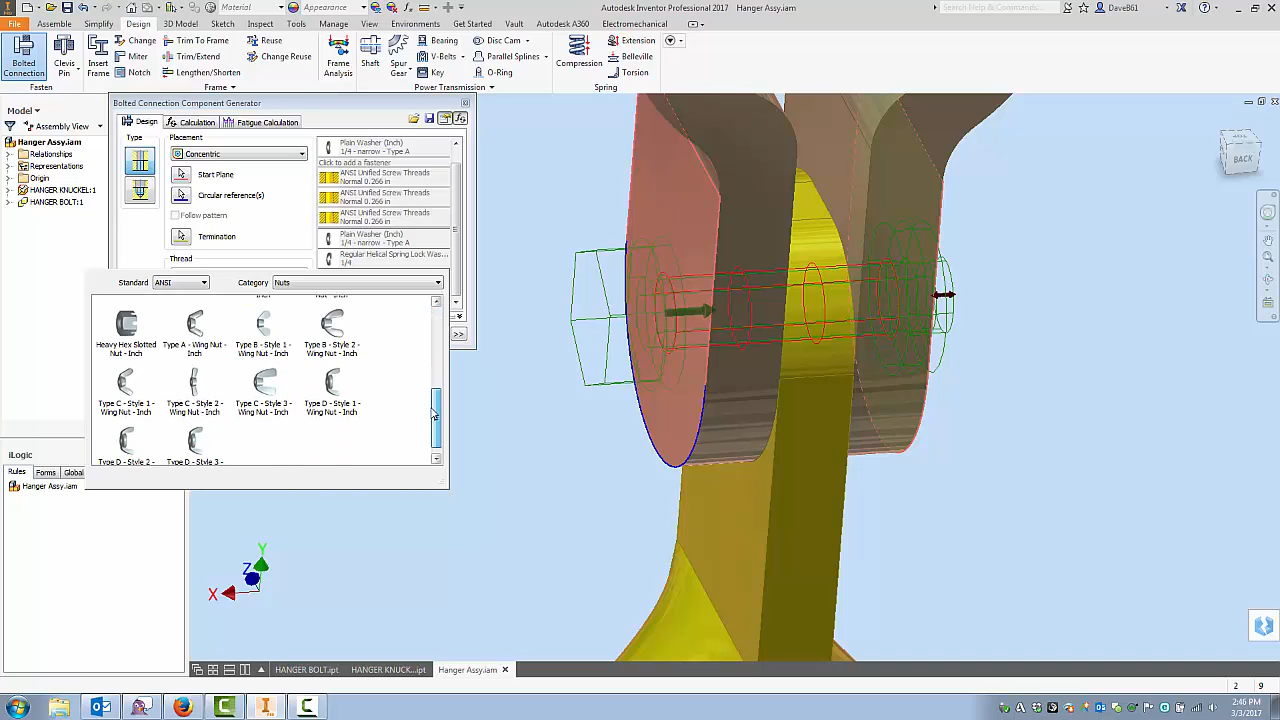 Material
Appearance
Autodesk Inventor Professional 2017 Hanger Assy.iam
Search Help & Commands...
DaveB61
File
Assembly
Simplify
Design
3D Model
Sketch
Inspect
Tools
Manage
View
Environments
Get Started
Vault
Autodesk A360
Electromechanical
Bolted
Connection
Clevis
Pin
Insert
Frame
Change
Miter
Notch
Trim To Frame
Trim/Extend
Lengthen/Shorten
Reuse
Change Reuse
Frame
Analysis
Shaft
Spur
Gear
Bearing
V-Belts
Key
Disc Cam
Parallel Splines
O-Ring
Compression
Extension
Belleville
Torsion
Fasten
Frame
Power Transmission
Spring
Model
Assembly View
Hanger Assy.iam
Relationships
Representations
Origin
HANGER KNUCKEL:1
HANGER BOLT:1
Bolted Connection Component Generator
Design
Calculation
Fatigue Calculation
Type
Placement
Concentric
Start Plane
Circular reference(s)
Follow pattern
Termination
Thread
Plain Washer (Inch)
1/4 - narrow - Type A
Click to add a fastener
ANSI Unified Screw Threads
Normal 0.266 in
ANSI Unified Screw Threads
Normal 0.266 in
ANSI Unified Screw Threads
Normal 0.266 in
Plain Washer (Inch)
1/4 - narrow - Type A
Regular Helical Spring Lock Was...
1/4
>>
Standard
ANSI
Category
Nuts
Heavy Hex Slotted
Nut - Inch
Type A - Wing Nut -
Inch
Type B - Style 1 -
Wing Nut - Inch
Type B - Style 2 -
Wing Nut - Inch
Type C - Style 1 -
Wing Nut - Inch
Type C - Style 2 -
Wing Nut - Inch
Type C - Style 3 -
Wing Nut - Inch
Type D - Style 1 -
Wing Nut - Inch
Type D - Style 2 -
Type D - Style 3 -
iLogic
Rules
Forms
Global
Hanger Assy.iam
BACK
Y
Z
X
HANGER BOLT.ipt
HANGER KNUCK...ipt
Hanger Assy.iam
2
9
2:46 PM
3/3/2017